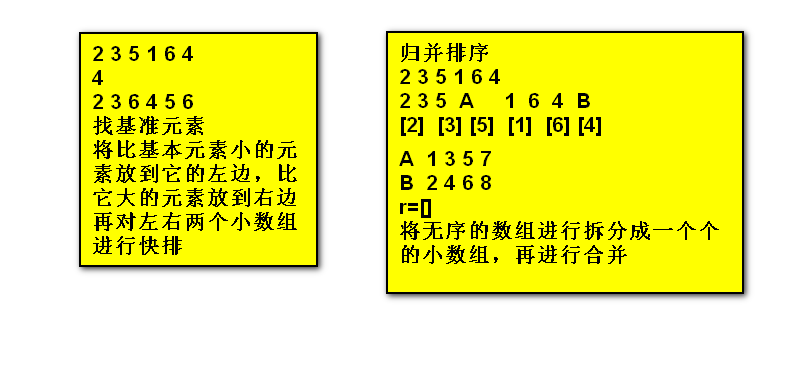 2 3 5 1 6 4
4
2 3 6 4 5 6
找基准元素
将比基本元素小的元
素放到它的左边，比
它大的元素放到右边
再对左右两个小数组
进行快排
归并排序
2 3 5 1 6 4
2 3 5 A 1 6 4 B
[2] [3] [5] [1] [6] [4]
A 1 3 5 7
B 2 4 6 8
r=[]
将无序的数组进行拆分成一个个
的小数组，再进行合并